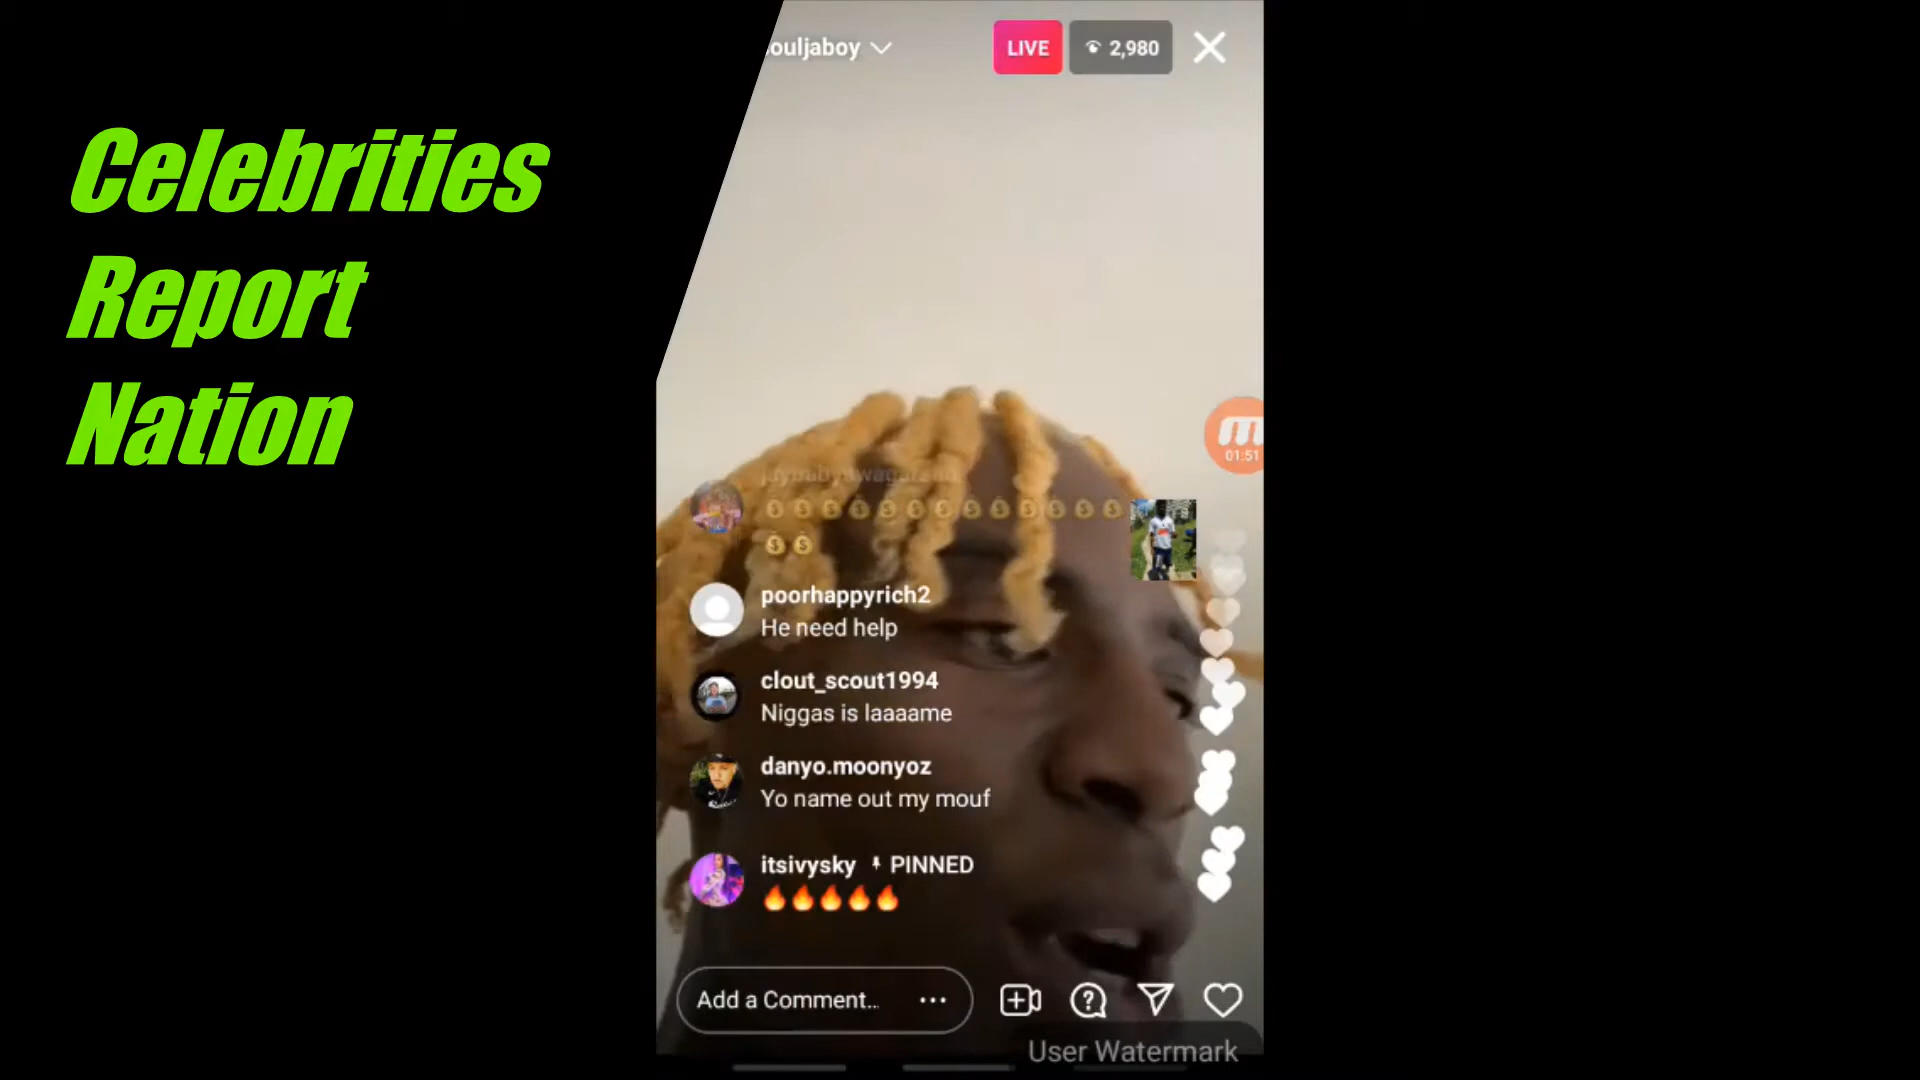 Celebrities
Report
Nation
ouljaboy
LIVE
2,980
01:51
poorhappyrich2
He need help
clout_scout1994
Niggas is laaaame
danyo.moonyoz
Yo name out my mouf
itsivysky PINNED
🔥🔥🔥🔥🔥
Add a Comment...
User Watermark